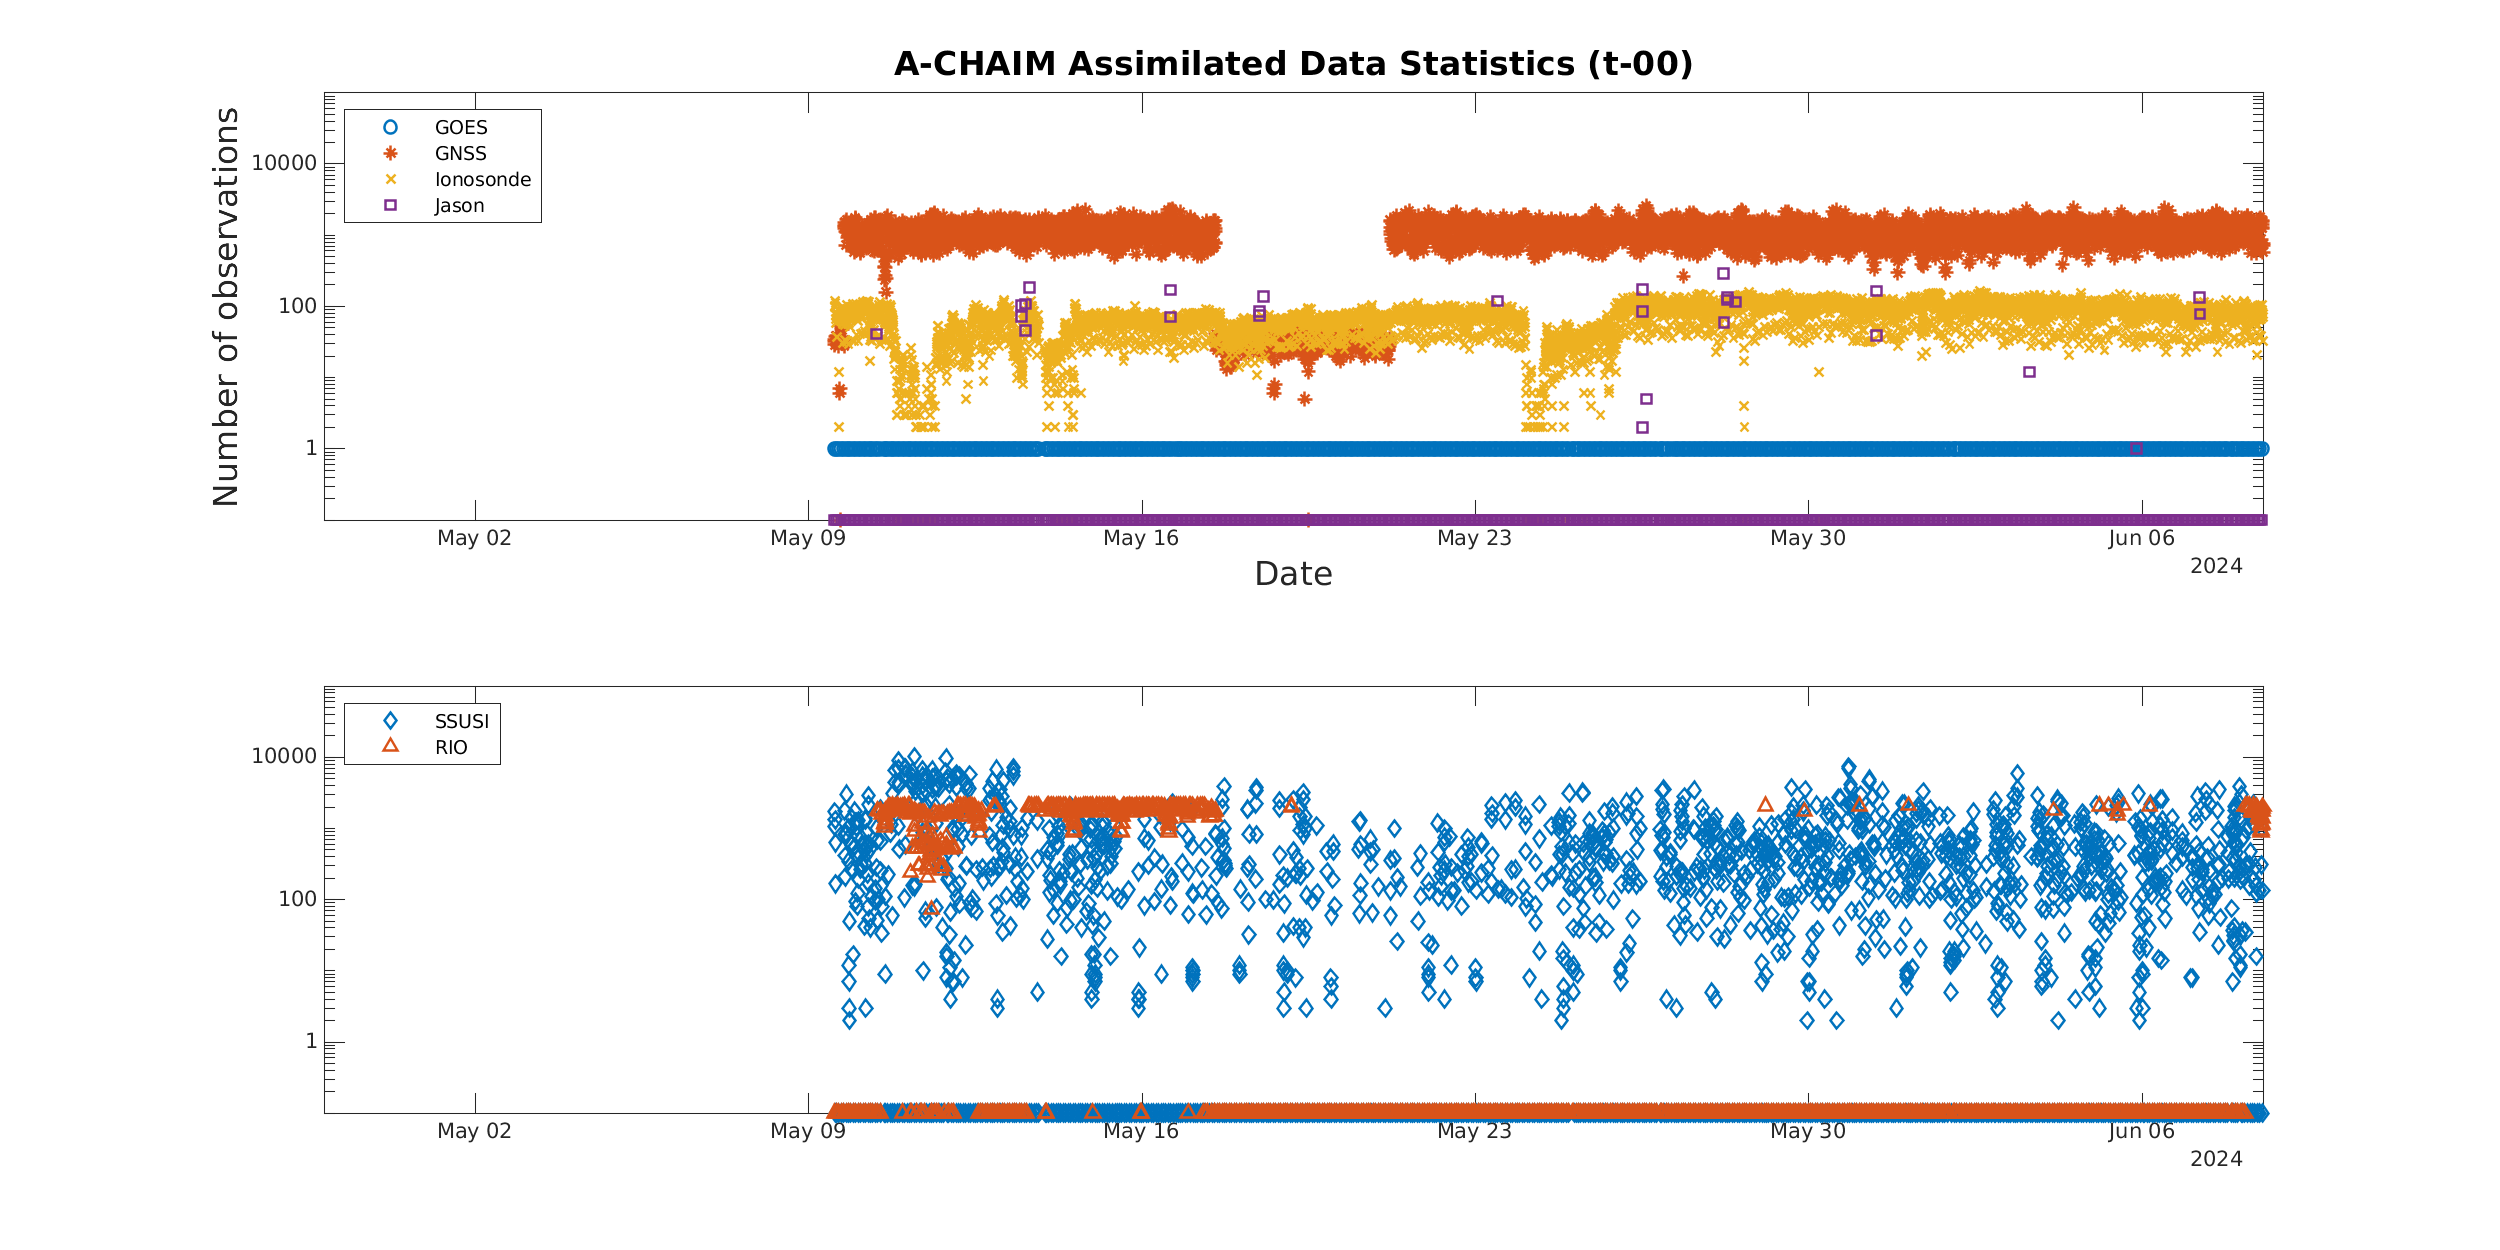 A-CHAIM Assimilated Data Statistics (t-00)
Number of observations
10000
100
1
GOES
GNSS
Ionosonde
Jason
May 02
May 09
May 16
May 23
May 30
Jun 06
2024
Date
10000
100
1
SSUSI
RIO
May 02
May 09
May 16
May 23
May 30
Jun 06
2024